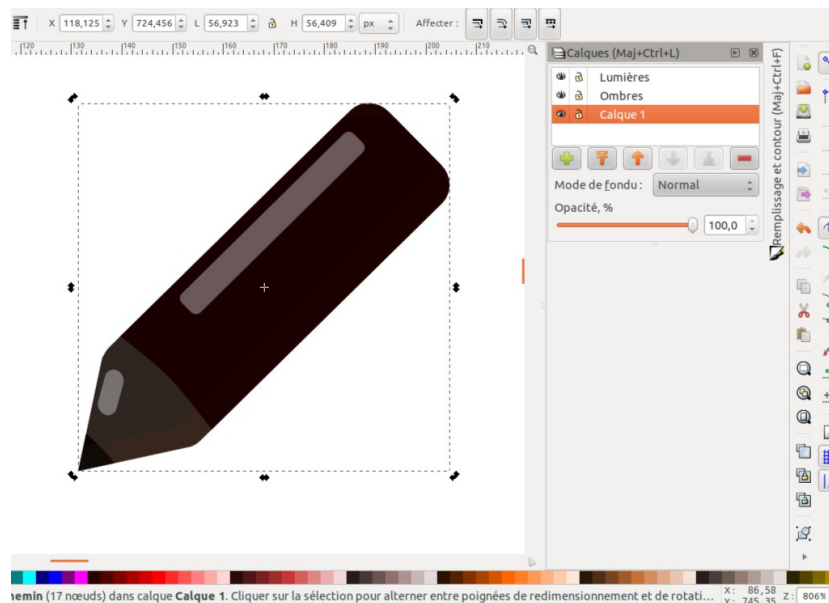 X 118,125 Y 724,456 L 56,923 H 56,409 px Affecter :
120 130 140 150 160 170 180 190 200 210
Calques (Maj+Ctrl+L)
Lumières
Ombres
Calque 1
Mode de fondu : Normal
Opacité, %
100,0
Remplissage et contour (Maj+Ctrl+F)
hemin (17 nœuds) dans calque Calque 1. Cliquer sur la sélection pour alterner entre poignées de redimensionnement et de rotati...
X: 86,58
Y: 745,35
Z: 806%